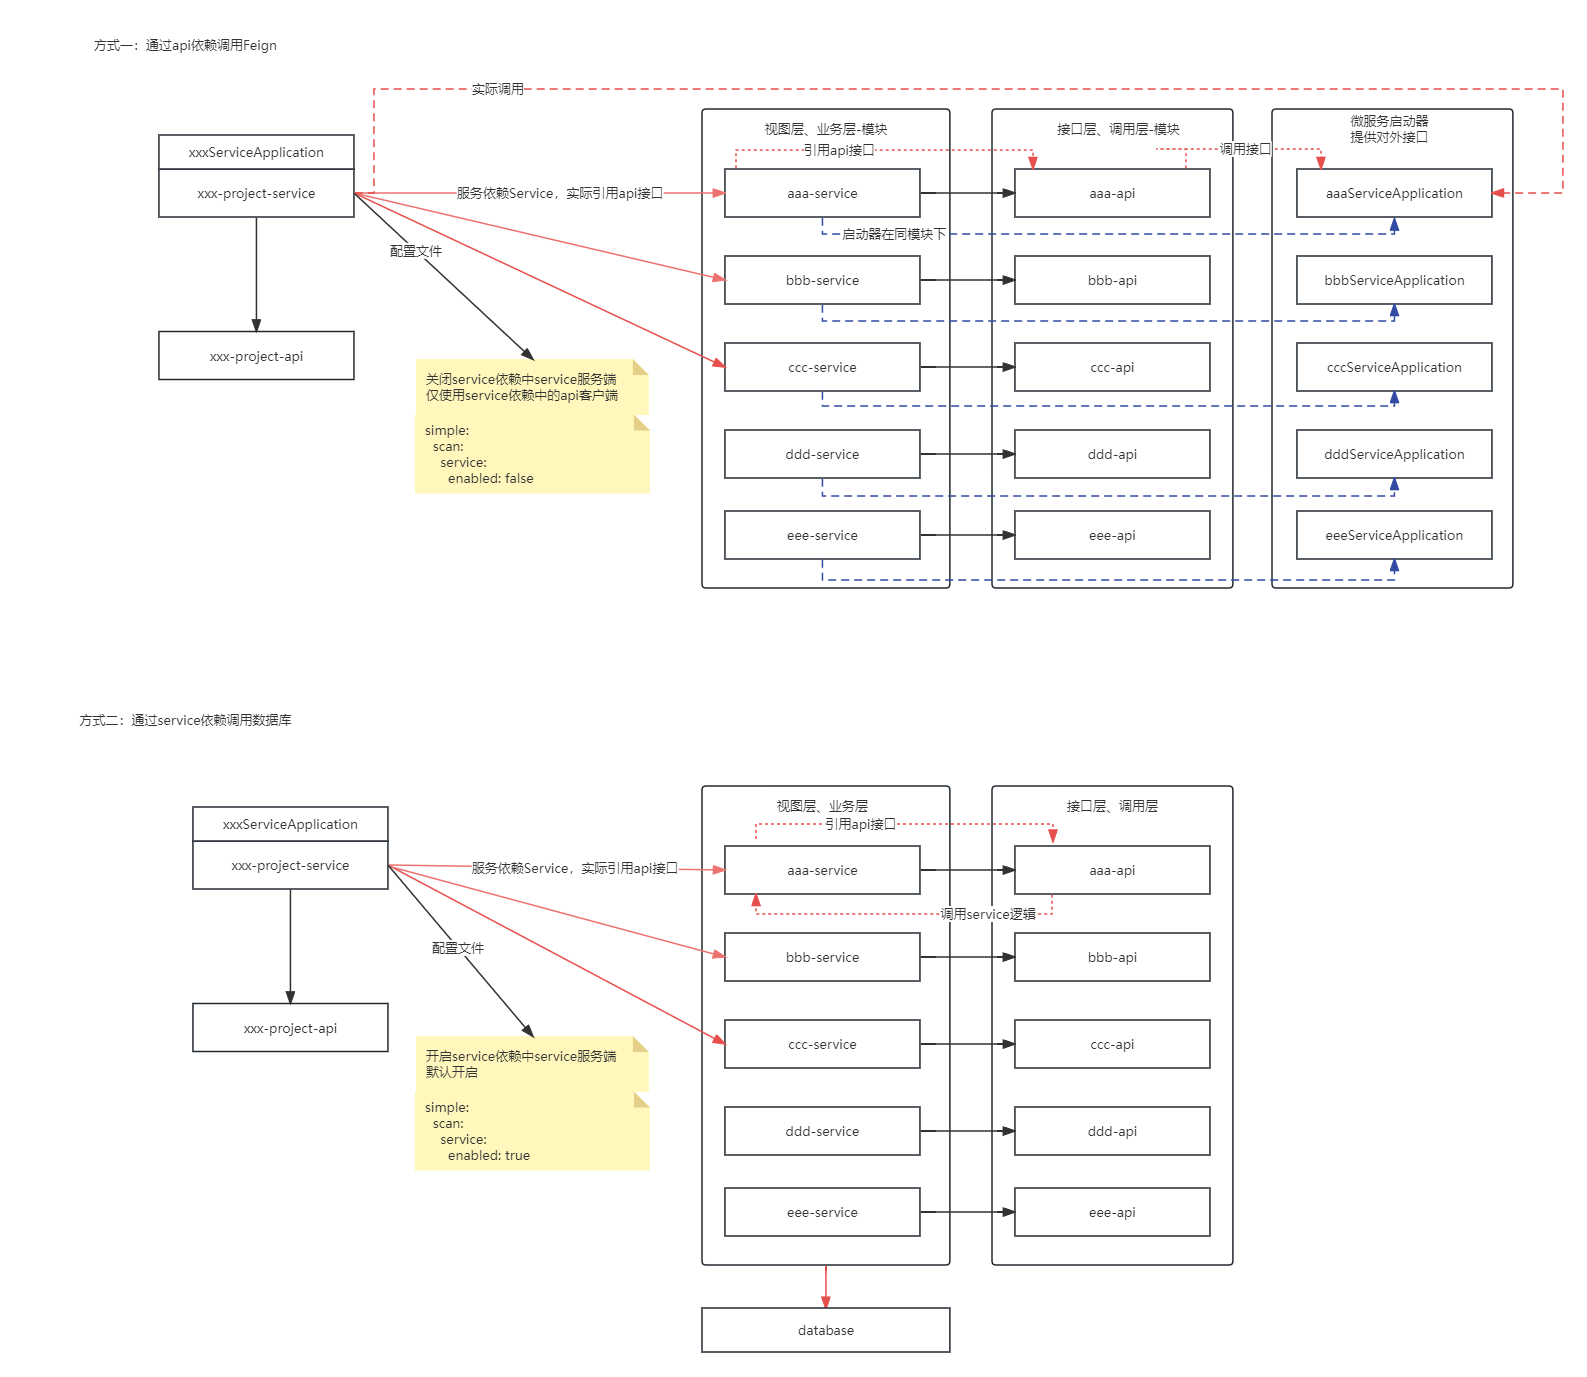 方式一：通过api依赖调用Feign
实际调用
xxxServiceApplication
xxx-project-service
xxx-project-api
服务依赖Service，实际引用api接口
配置文件
关闭service依赖中service服务端
仅使用service依赖中的api客户端
simple:
scan:
service:
enabled: false
视图层、业务层-模块
引用api接口
aaa-service
启动器在同模块下
bbb-service
ccc-service
ddd-service
eee-service
接口层、调用层-模块
aaa-api
bbb-api
ccc-api
ddd-api
eee-api
调用接口
微服务启动器
提供对外接口
aaaServiceApplication
bbbServiceApplication
cccServiceApplication
dddServiceApplication
eeeServiceApplication
方式二：通过service依赖调用数据库
xxxServiceApplication
xxx-project-service
xxx-project-api
服务依赖Service，实际引用api接口
配置文件
开启service依赖中service服务端
默认开启
simple:
scan:
service:
enabled: true
视图层、业务层
引用api接口
aaa-service
调用service逻辑
bbb-service
ccc-service
ddd-service
eee-service
接口层、调用层
aaa-api
bbb-api
ccc-api
ddd-api
eee-api
database